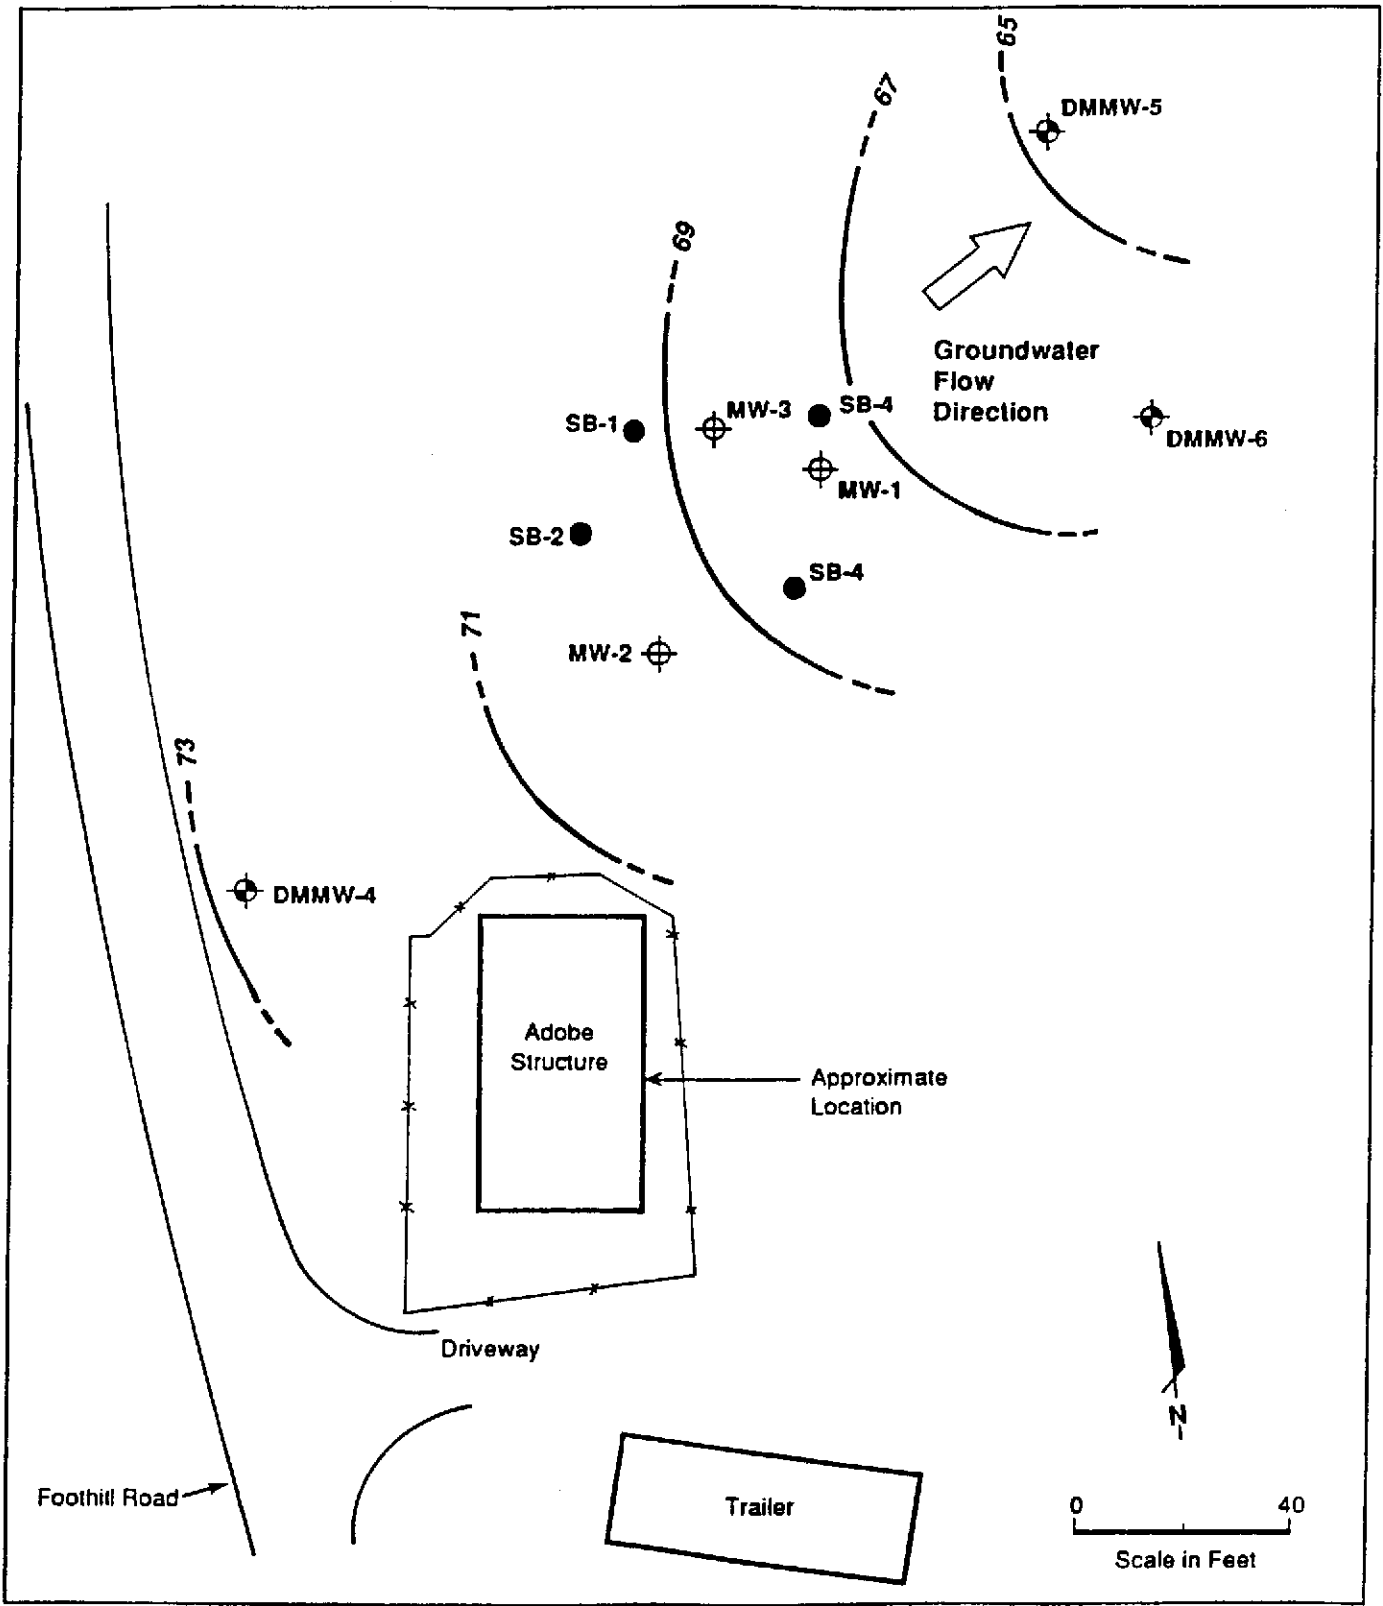 65
DMMW-5
67
69
Groundwater
Flow
Direction
SB-1
MW-3
SB-4
DMMW-6
MW-1
SB-2
SB-4
71
MW-2
73
DMMW-4
Adobe
Structure
Approximate
Location
Driveway
N
Foothill Road
Trailer
0 40
Scale in Feet